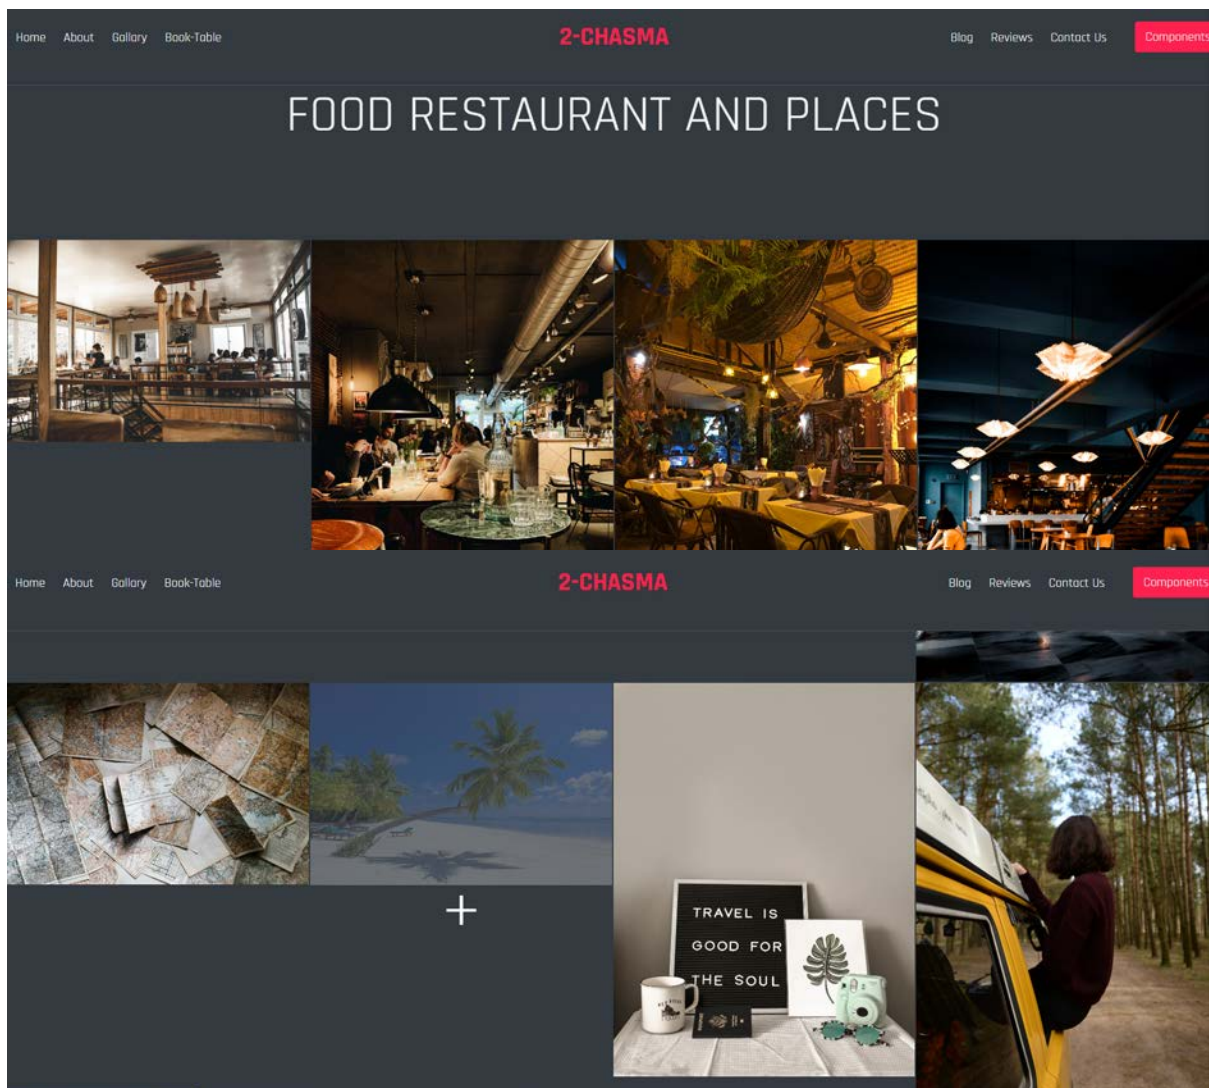 Home About Gallary Book-Table 2-CHASMA Blog Reviews Contact Us Components
FOOD RESTAURANT AND PLACES
Home About Gallary Book-Table 2-CHASMA Blog Reviews Contact Us Components
TRAVEL IS
GOOD FOR
THE SOUL